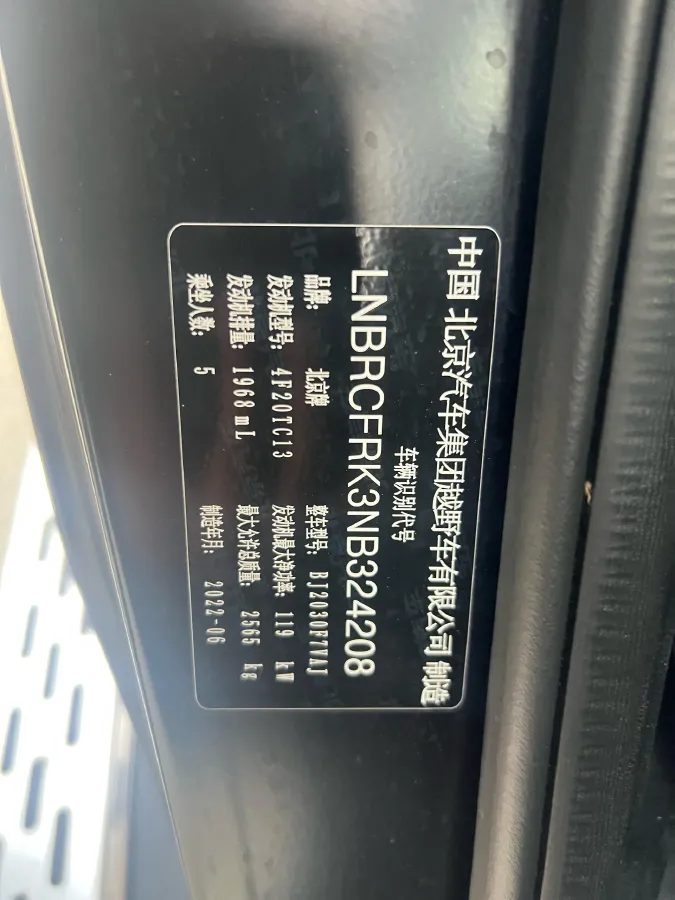 中国 北京汽车集团越野车有限公司 制造
车辆识别代号
LNBRCFRK3NB324208
品牌: 北京牌 整车型号: BJ2030F7VAJ
发动机型号: 4F20TC13 发动机最大净功率: 119 kW
发动机排量: 1968 mL 最大允许总质量: 2565 kg
乘坐人数: 5 制造年月: 2022-06